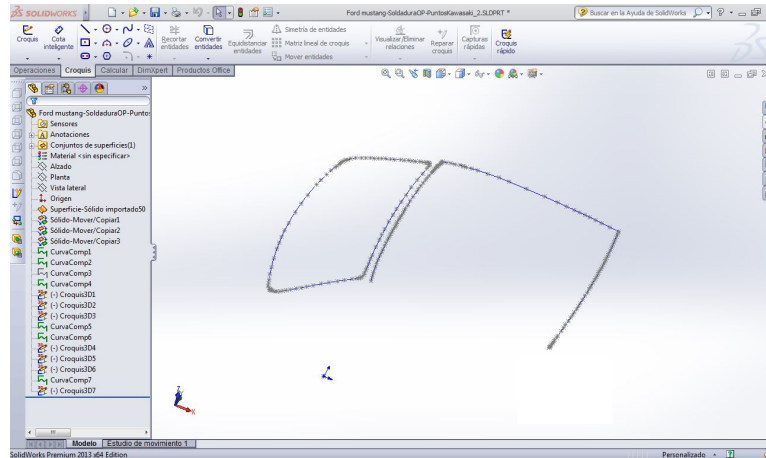 SOLIDWORKS
Ford mustang-SoldaduraOP-PuntosKawasaki_2.SLDPRT *
Buscar en la Ayuda de SolidWorks
Croquis
Cota inteligente
Recortar entidades
Convertir entidades
Equidistanciar entidades
Simetría de entidades
Matriz lineal de croquis
Mover entidades
Visualizar/Eliminar relaciones
Reparar croquis
Capturas rápidas
Croquis rápido
Operaciones Croquis Calcular DimXpert Productos Office
Ford mustang-SoldaduraOP-Puntos
Sensores
Anotaciones
Conjuntos de superficies(1)
Material <sin especificar>
Alzado
Planta
Vista lateral
Origen
Superficie-Sólido importado50
Sólido-Mover/Copiar1
Sólido-Mover/Copiar2
Sólido-Mover/Copiar3
CurvaComp1
CurvaComp2
CurvaComp3
CurvaComp4
(-) Croquis3D1
(-) Croquis3D2
(-) Croquis3D3
CurvaComp5
CurvaComp6
(-) Croquis3D4
(-) Croquis3D5
(-) Croquis3D6
CurvaComp7
(-) Croquis3D7
Z
X
Modelo Estudio de movimiento 1
SolidWorks Premium 2013 x64 Edition
Personalizado